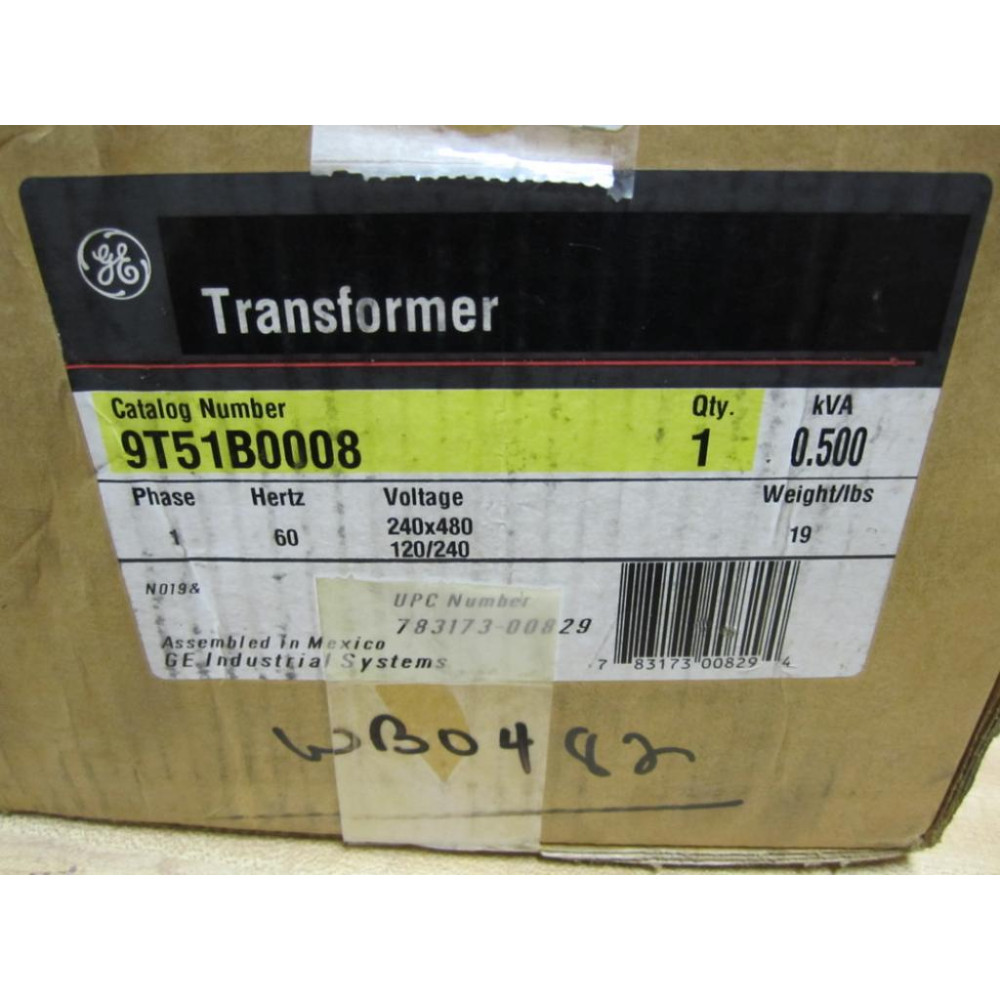 GE
Transformer
Catalog Number Qty. kVA
9T51B0008 1 0.500
Phase Hertz Voltage Weight/lbs
1 60 240x480 19
120/240
N019&
UPC Number
783173-00829
Assembled in Mexico
GE Industrial Systems
7 83173 00829 4
WB0482